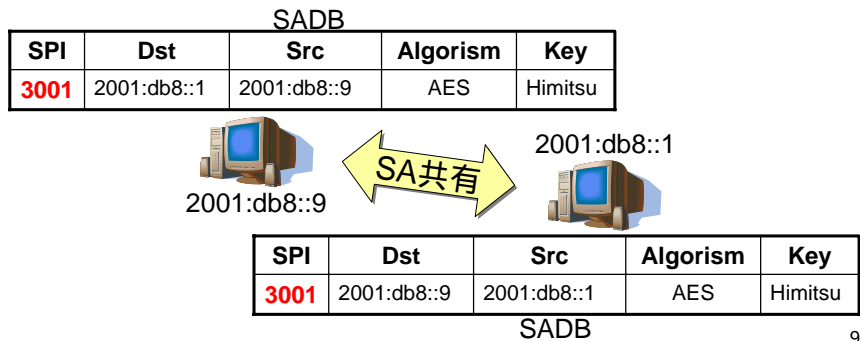 SADB
SPI Dst Src Algorism Key
3001 2001:db8::1 2001:db8::9 AES Himitsu
2001:db8::1
SA共有
2001:db8::9
SPI Dst Src Algorism Key
3001 2001:db8::9 2001:db8::1 AES Himitsu
SADB
9